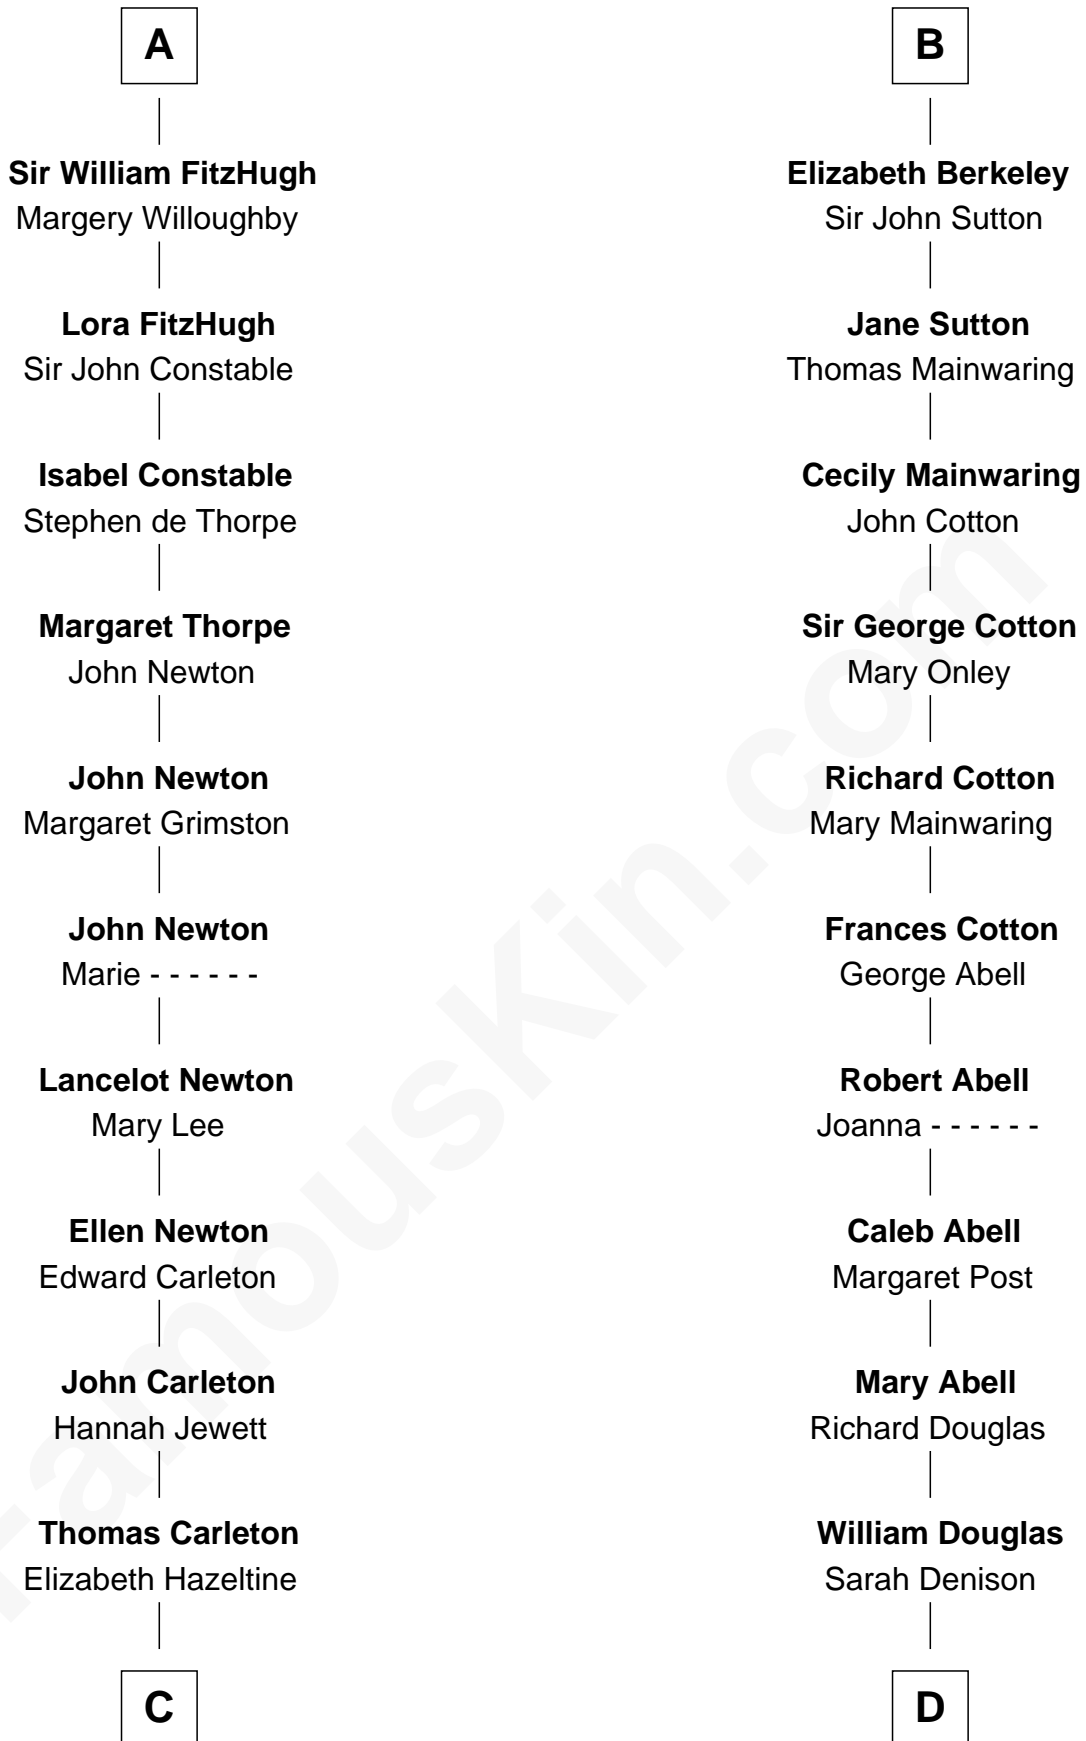 A
Sir William FitzHugh
Margery Willoughby
Lora FitzHugh
Sir John Constable
Isabel Constable
Stephen de Thorpe
Margaret Thorpe
John Newton
John Newton
Margaret Grimston
John Newton
Marie - - - - - -
Lancelot Newton
Mary Lee
Ellen Newton
Edward Carleton
John Carleton
Hannah Jewett
Thomas Carleton
Elizabeth Hazeltine
C
B
Elizabeth Berkeley
Sir John Sutton
Jane Sutton
Thomas Mainwaring
Cecily Mainwaring
John Cotton
Sir George Cotton
Mary Onley
Richard Cotton
Mary Mainwaring
Frances Cotton
George Abell
Robert Abell
Joanna - - - - - -
Caleb Abell
Margaret Post
Mary Abell
Richard Douglas
William Douglas
Sarah Denison
D
FamousKin.com